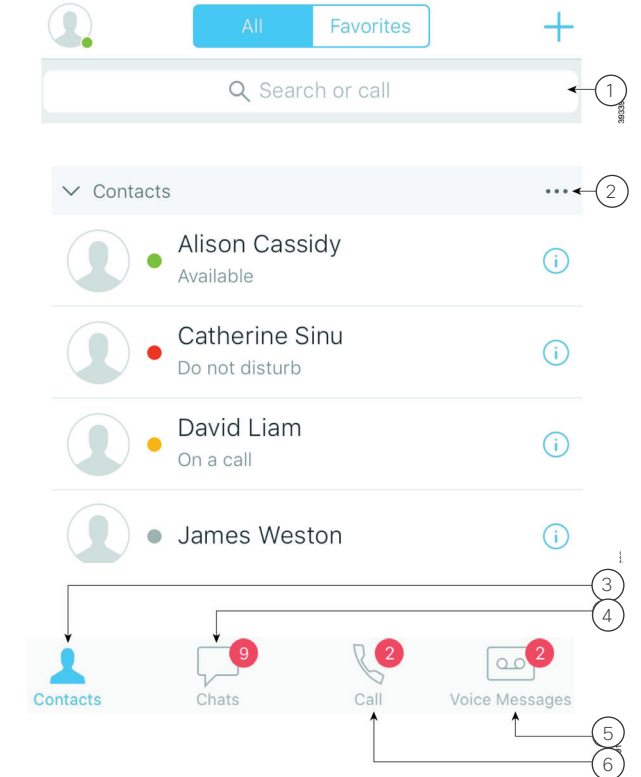 All Favorites
Search or call
1
Contacts
2
Alison Cassidy
Available
Catherine Sinu
Do not disturb
David Liam
On a call
James Weston
3
4
9 2 2
Contacts Chats Call Voice Messages
5
6